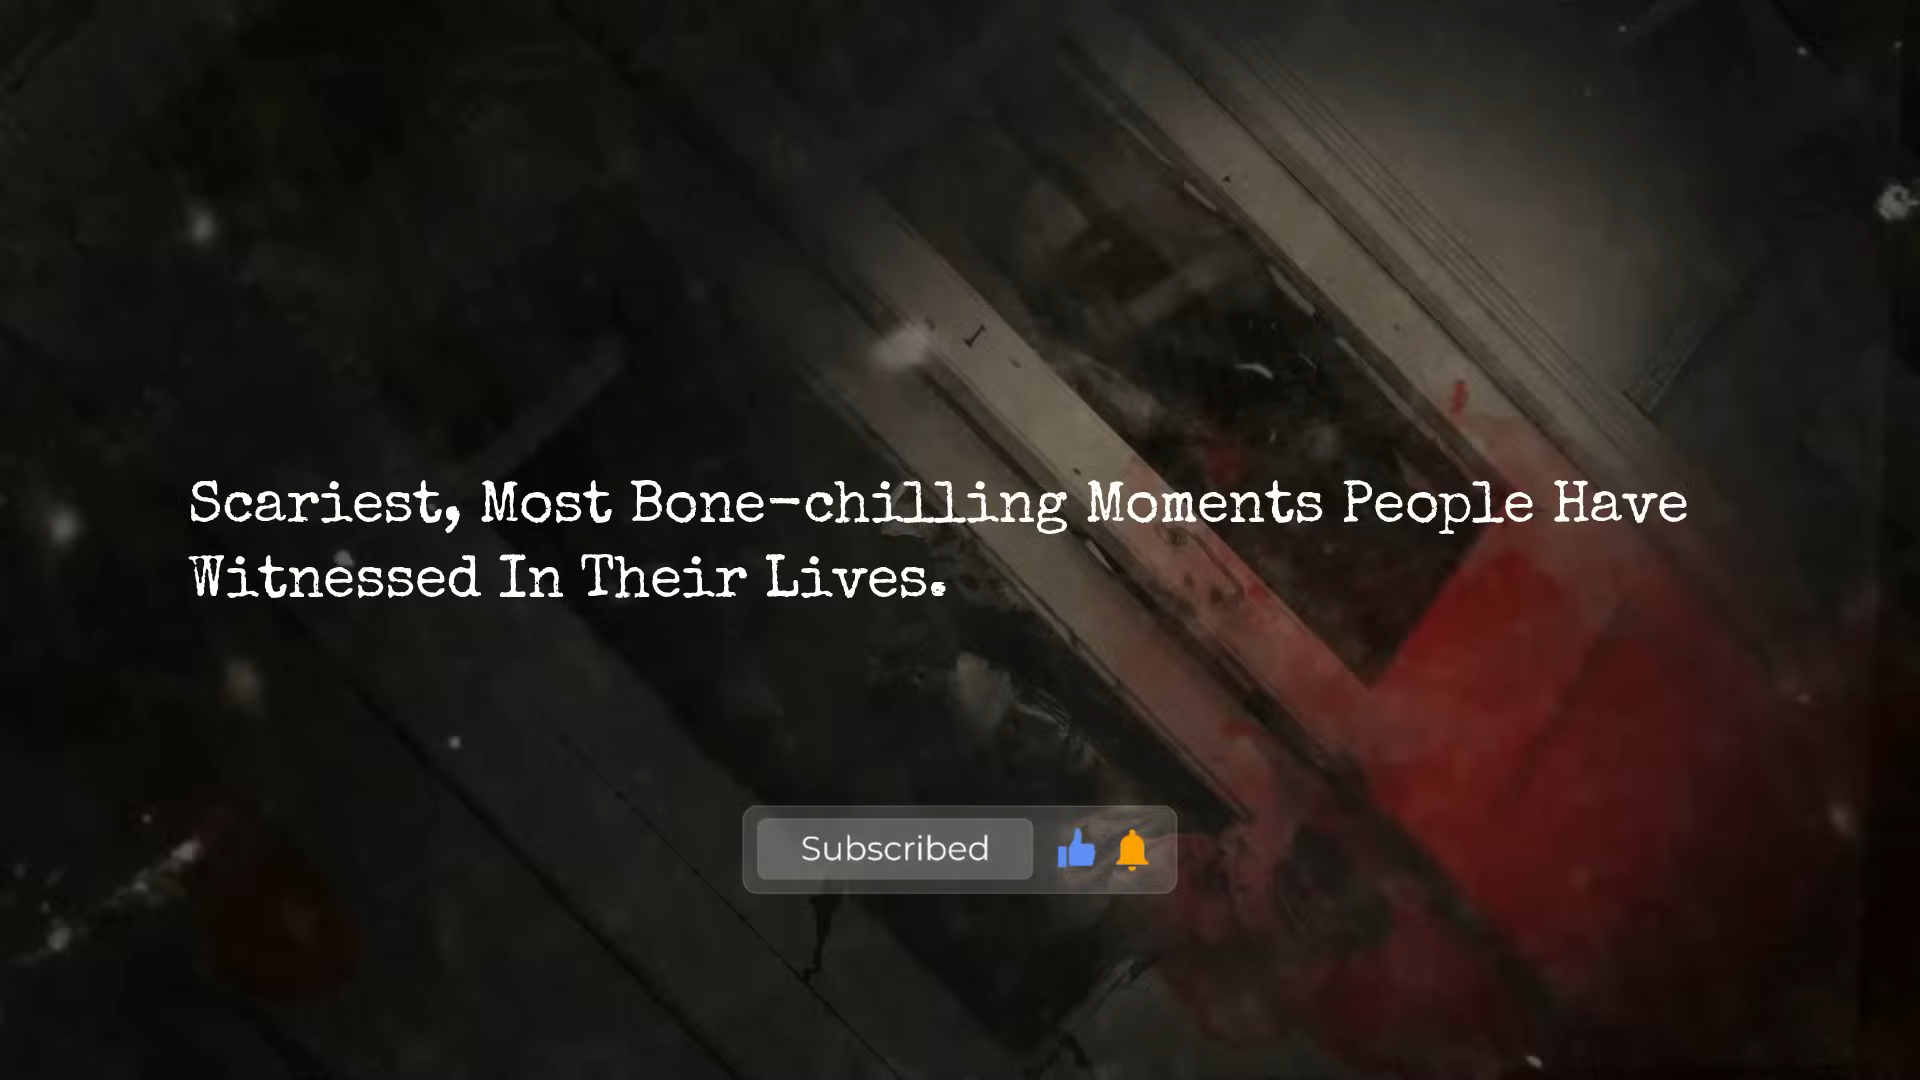 Scariest, Most Bone-chilling Moments People Have
Witnessed In Their Lives.
Subscribed